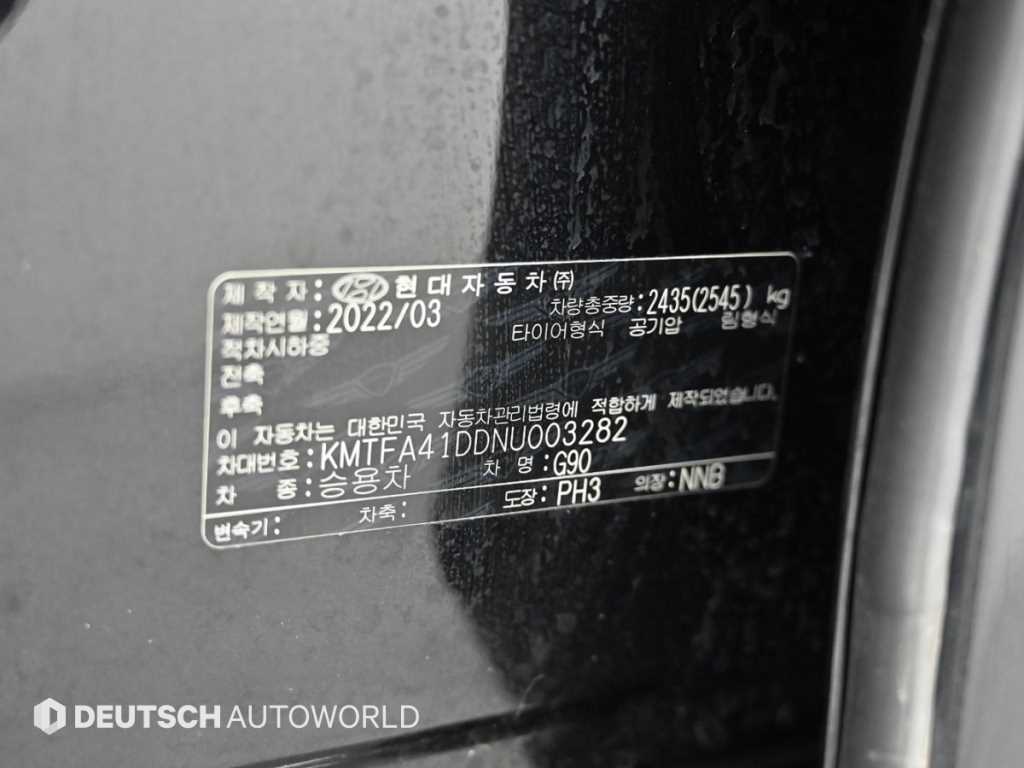 제 작 자 : 현 대 자 동 차 ㈜
제작연월 : 2022/03 차량총중량 : 2435(2545) kg
적차시하중 타이어형식 공기압 림형식
전축
후축
이 자동차는 대한민국 자동차관리법령에 적합하게 제작되었습니다.
차대번호 : KMTFA41DDNU003282
차 종 : 승용차 차 명 : G90
변속기 : 차축 : 도장 : PH3 의장 : NNB
DEUTSCH AUTOWORLD